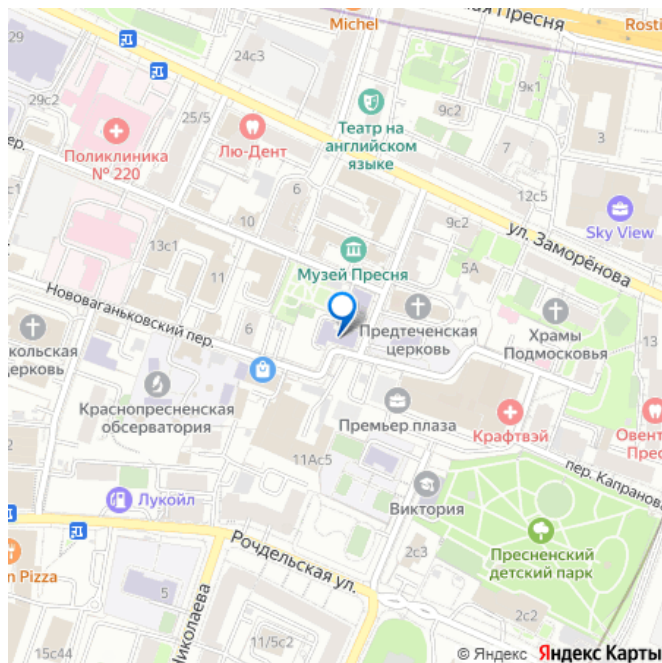 ая Пресня
Michel
Rosti
24с3
9к1
29с2
9с2
25/5
3
Театр на
английском
языке
Лю-Дент
7
Поликлиника
№ 220
ер.
6
12с5
10
9с2
Sky View
ул. Заморёнова
13с1
Музей Пресня
5А
11
Нововаганьковский пер.
6
Предтеченская
церковь
Храмы
Подмосковья
13
кольская
церковь
Краснопресненская
обсерватория
Премьер плаза
Крафтвэй
Овент
Прес
11Ас5
пер. Капранова
Лукойл
Виктория
Рочдельская ул.
2с3
Пресненский
детский парк
n Pizza
5
Николаева
2с2
11/5с2
15с44
© Яндекс Яндекс Карты